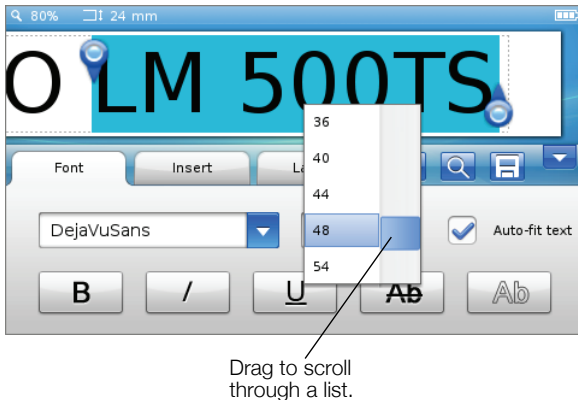 80% 24 mm
O LM 500TS
36
40
44
48
54
Font Insert La
DejaVuSans Auto-fit text
B I U Ab Ab
Drag to scroll
through a list.